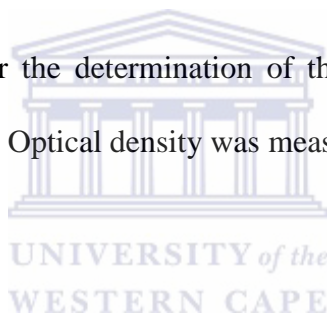 r the determination of th
Optical density was meas
UNIVERSITY of the
WESTERN CAPE